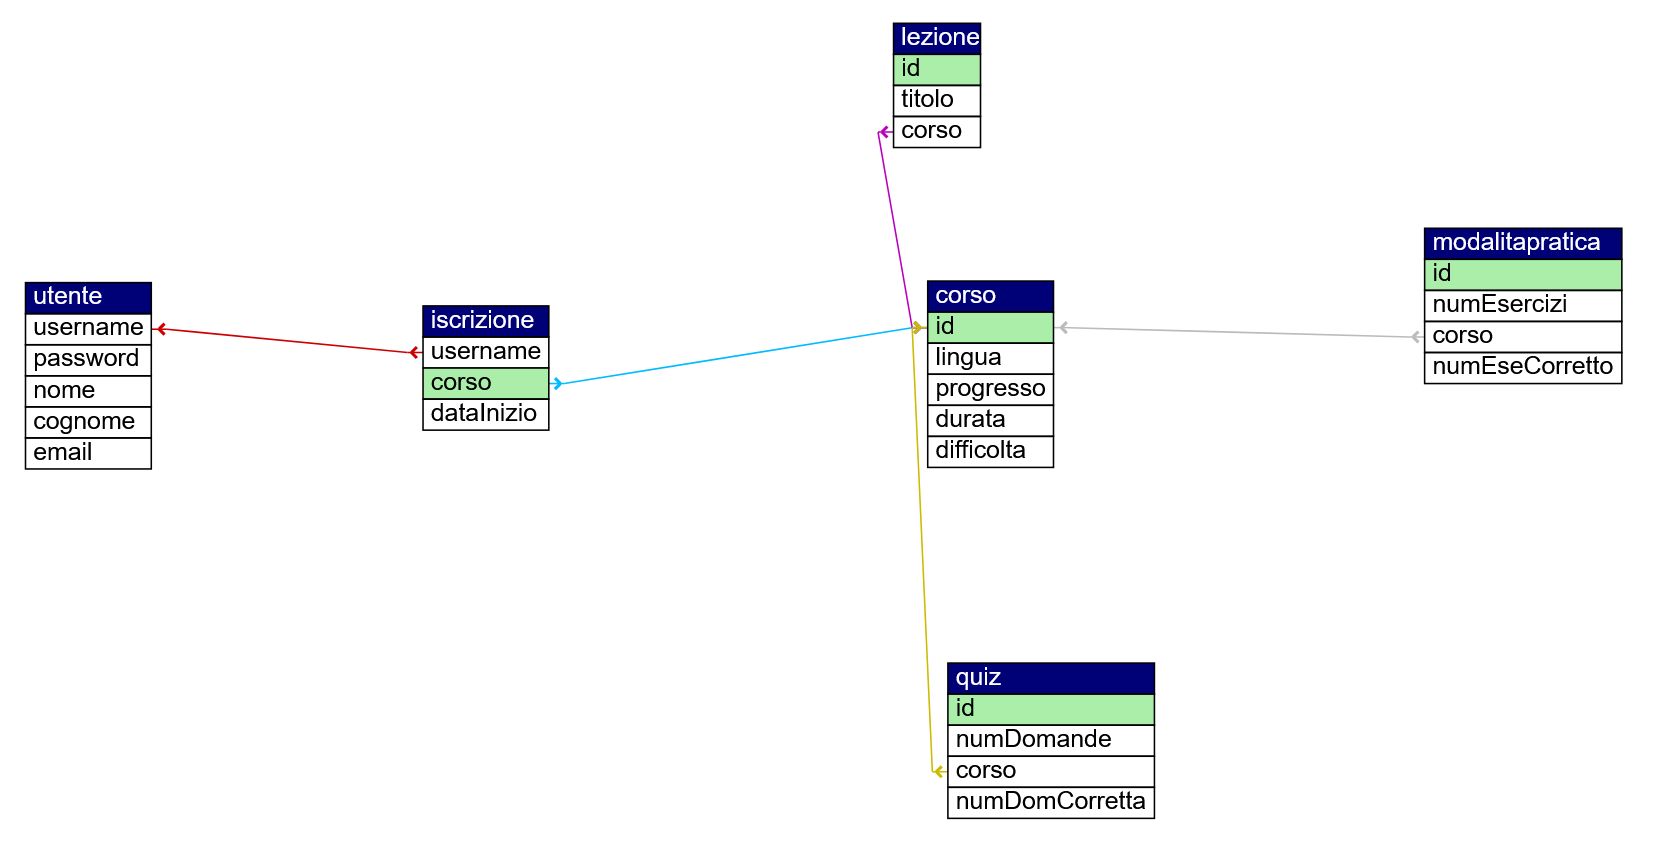 lezione
id
titolo
corso
utente
username
password
nome
cognome
email
iscrizione
username
corso
dataInizio
corso
id
lingua
progresso
durata
difficolta
modalitapratica
id
numEsercizi
corso
numEseCorretto
quiz
id
numDomande
corso
numDomCorretta